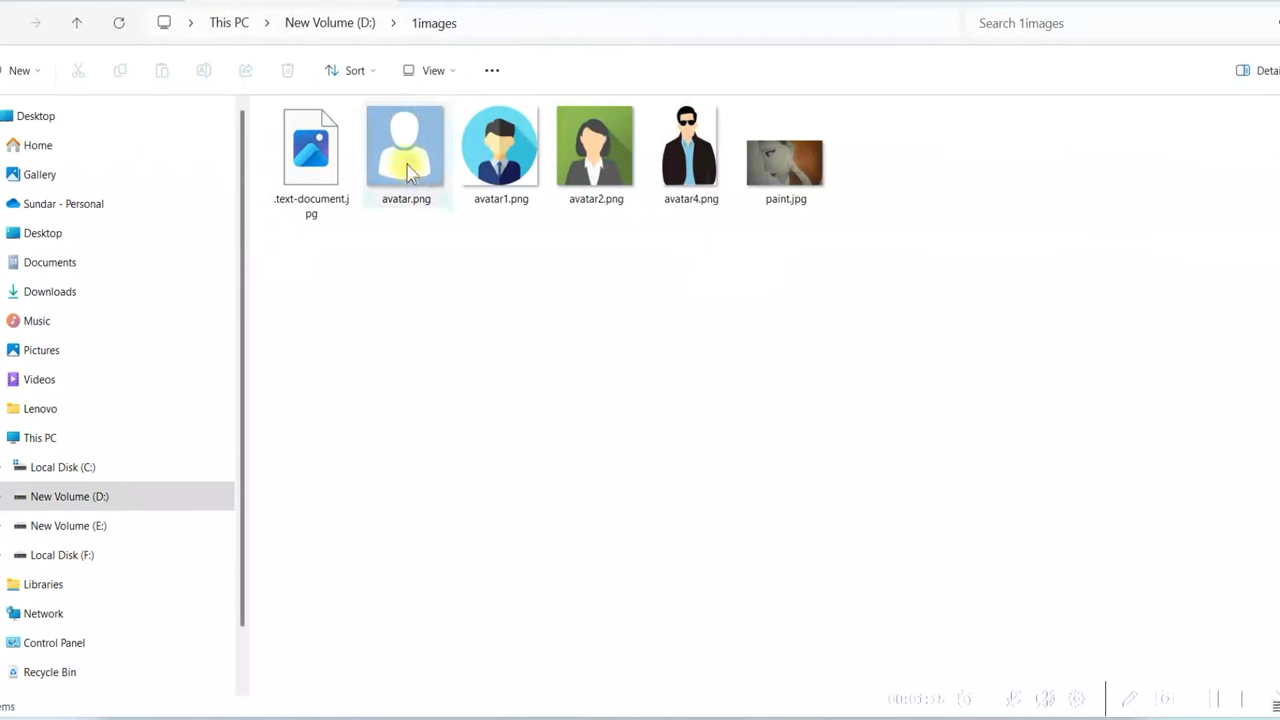 This PC > New Volume (D:) > 1images
Search 1images
New
Sort
View
Detai
Desktop
Home
Gallery
Sundar - Personal
Desktop
Documents
Downloads
Music
Pictures
Videos
Lenovo
This PC
Local Disk (C:)
New Volume (D:)
New Volume (E:)
Local Disk (F:)
Libraries
Network
Control Panel
Recycle Bin
.text-document.j
pg
avatar.png
avatar1.png
avatar2.png
avatar4.png
paint.jpg
ems